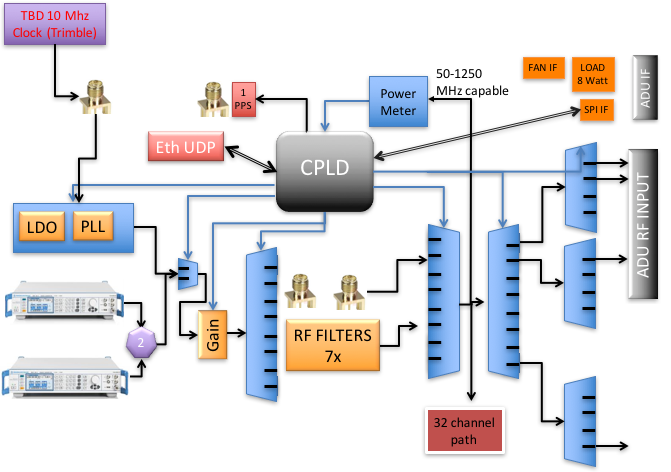 TBD 10 Mhz
Clock (Trimble)
1
PPS
Power
Meter
50-1250
MHz capable
FAN IF
LOAD
8 Watt
SPI IF
ADU IF
Eth UDP
CPLD
LDO
PLL
ADU RF INPUT
2
Gain
RF FILTERS
7x
32 channel
path